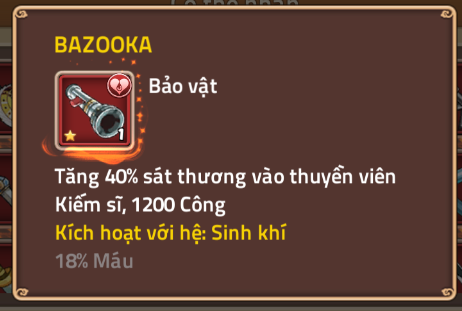 BAZOOKA
Bảo vật
1
Tăng 40% sát thương vào thuyền viên
Kiếm sĩ, 1200 Công
Kích hoạt với hệ: Sinh khí
18% Máu